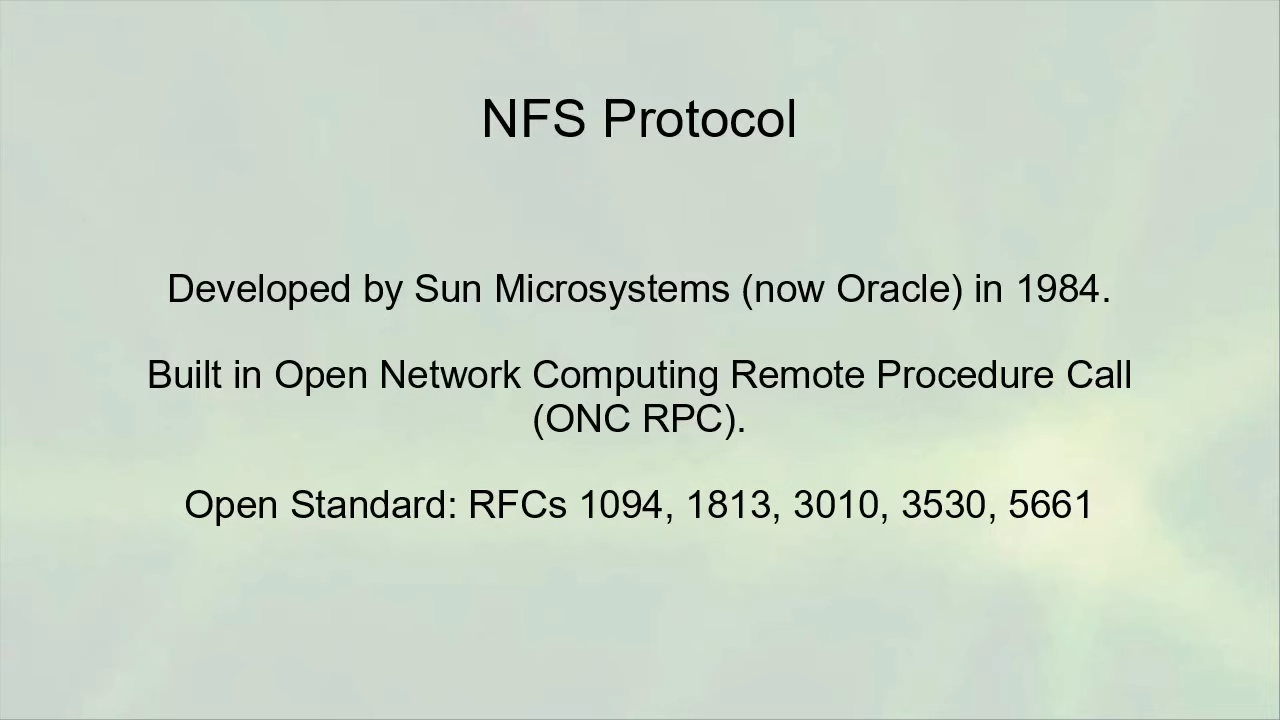 NFS Protocol
Developed by Sun Microsystems (now Oracle) in 1984.
Built in Open Network Computing Remote Procedure Call
(ONC RPC).
Open Standard: RFCs 1094, 1813, 3010, 3530, 5661